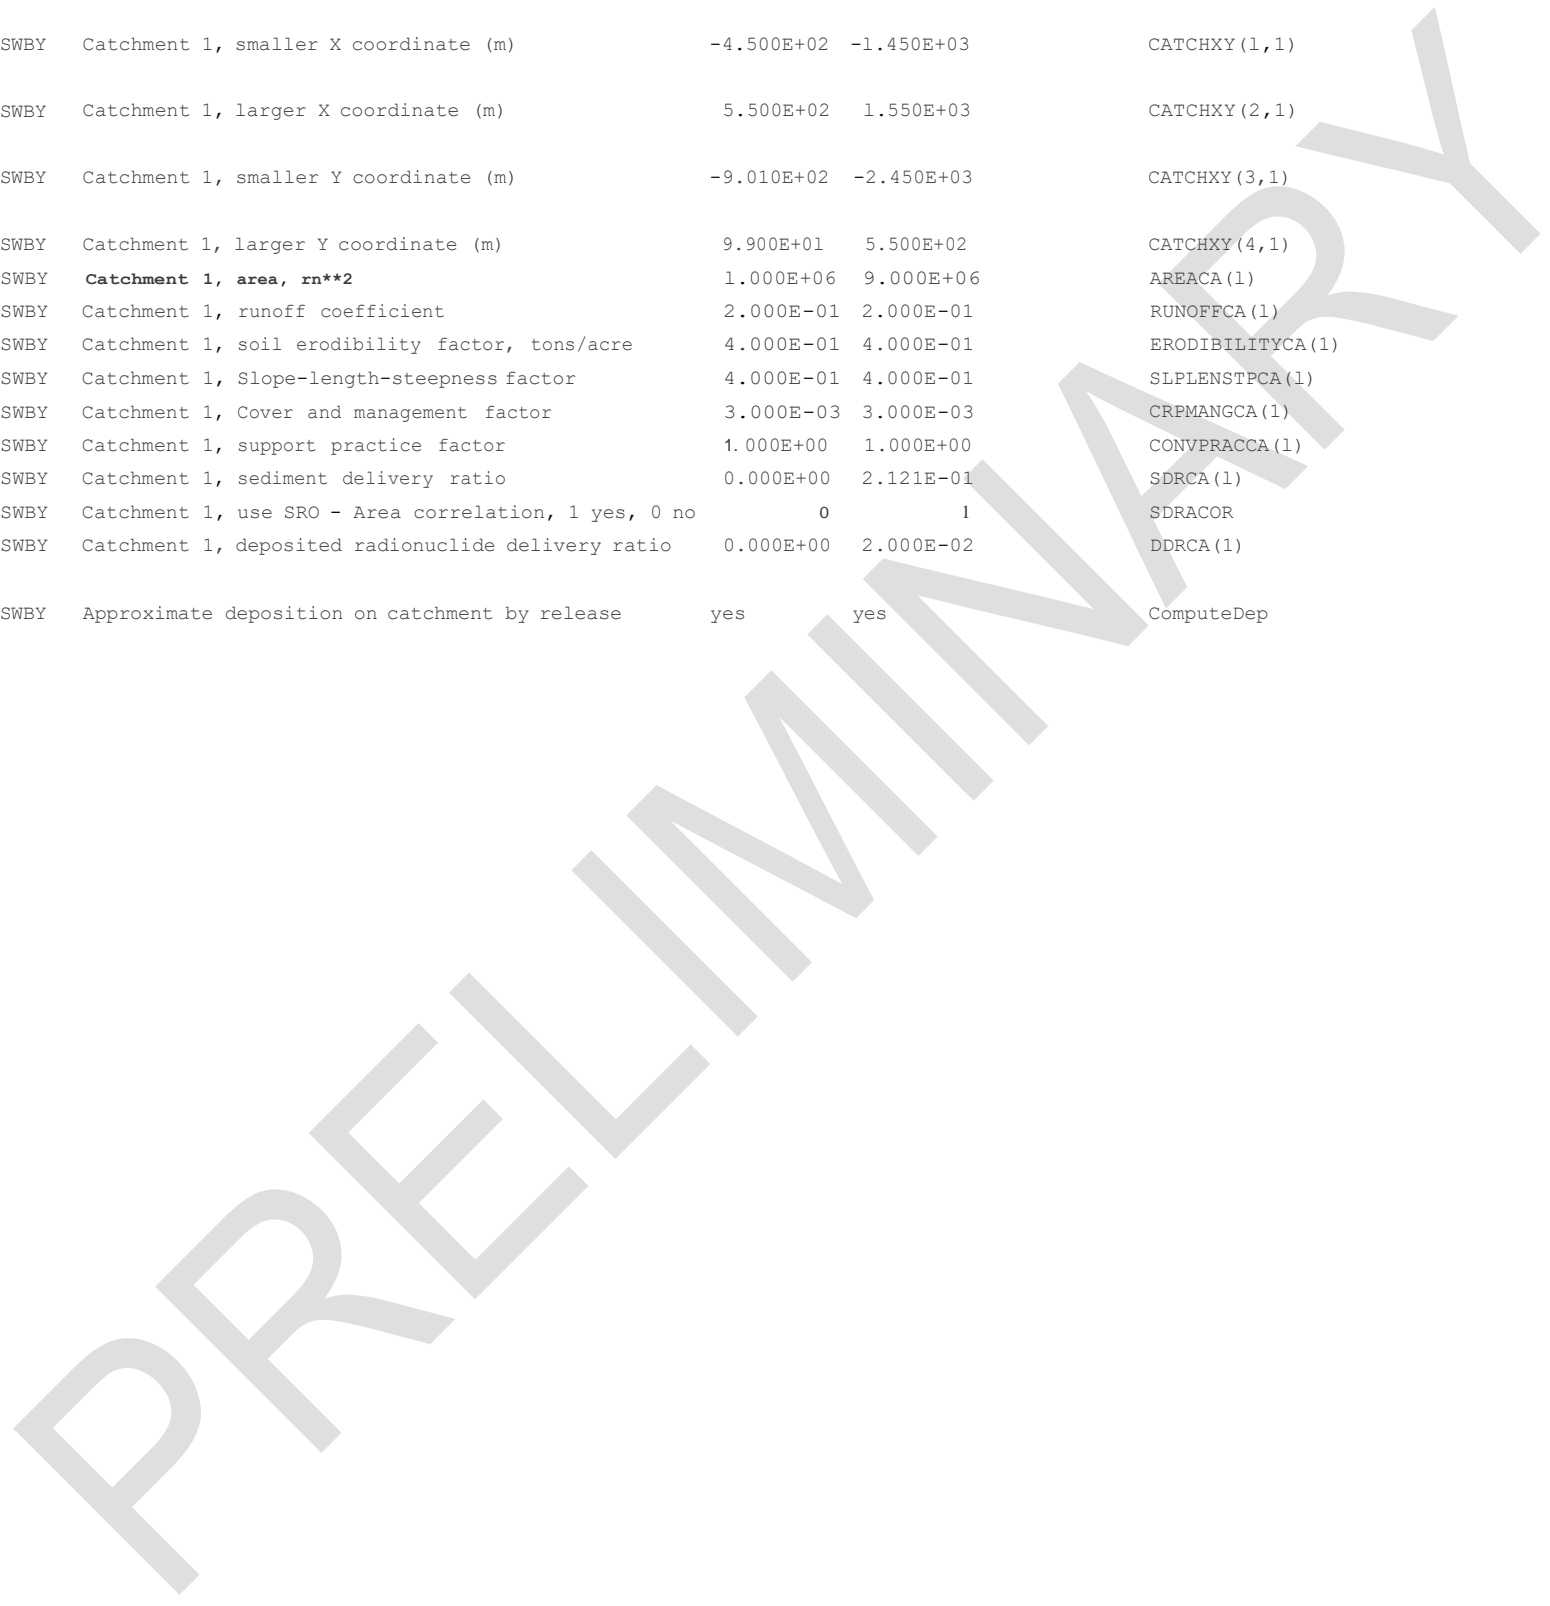 SWBY Catchment 1, smaller X coordinate (m) -4.500E+02 -1.450E+03 CATCHXY(1,1)
SWBY Catchment 1, larger X coordinate (m) 5.500E+02 1.550E+03 CATCHXY(2,1)
SWBY Catchment 1, smaller Y coordinate (m) -9.010E+02 -2.450E+03 CATCHXY(3,1)
SWBY Catchment 1, larger Y coordinate (m) 9.900E+01 5.500E+02 CATCHXY(4,1)
SWBY Catchment 1, area, rn**2 1.000E+06 9.000E+06 AREACA(1)
SWBY Catchment 1, runoff coefficient 2.000E-01 2.000E-01 RUNOFFCA(1)
SWBY Catchment 1, soil erodibility factor, tons/acre 4.000E-01 4.000E-01 ERODIBILITYCA(1)
SWBY Catchment 1, Slope-length-steepness factor 4.000E-01 4.000E-01 SLPLENSTPCA(1)
SWBY Catchment 1, Cover and management factor 3.000E-03 3.000E-03 CRPMANGCA(1)
SWBY Catchment 1, support practice factor 1.000E+00 1.000E+00 CONVPRACCA(1)
SWBY Catchment 1, sediment delivery ratio 0.000E+00 2.121E-01 SDRCA(1)
SWBY Catchment 1, use SRO - Area correlation, 1 yes, 0 no 0 1 SDRACOR
SWBY Catchment 1, deposited radionuclide delivery ratio 0.000E+00 2.000E-02 DDRCA(1)
SWBY Approximate deposition on catchment by release yes yes ComputeDep
PRELIMINARY